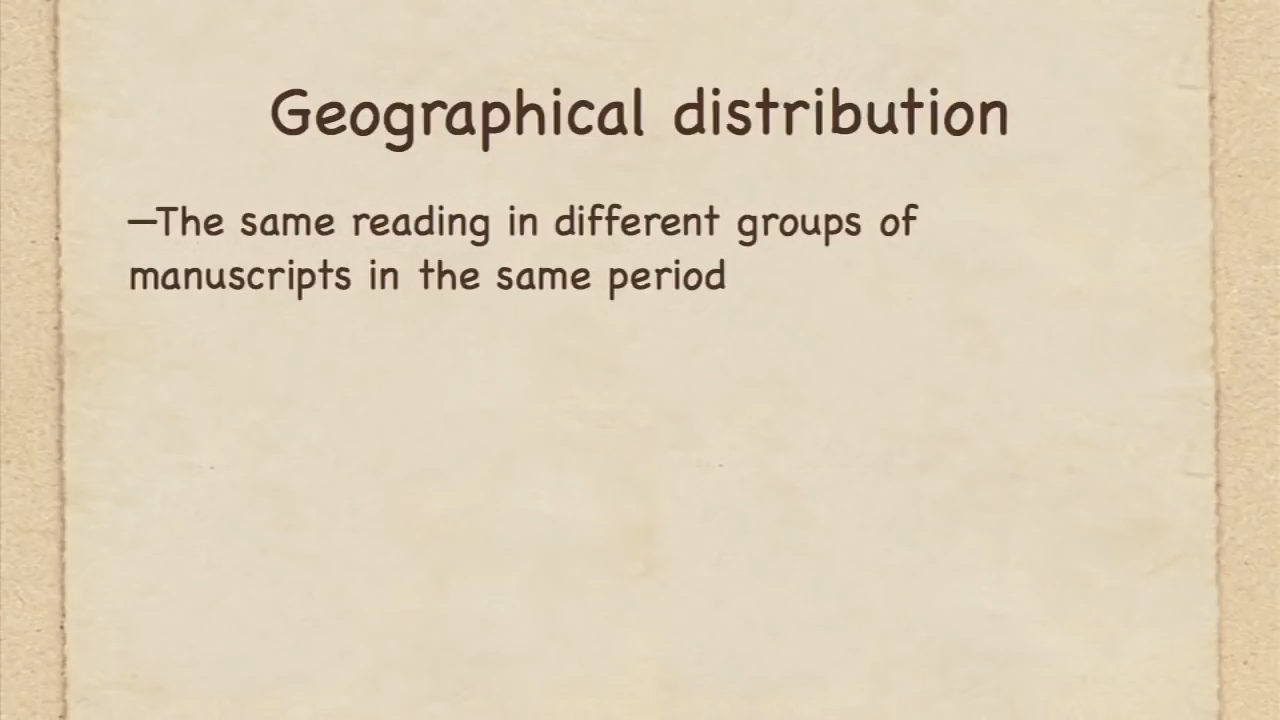 Geographical distribution
—The same reading in different groups of
manuscripts in the same period